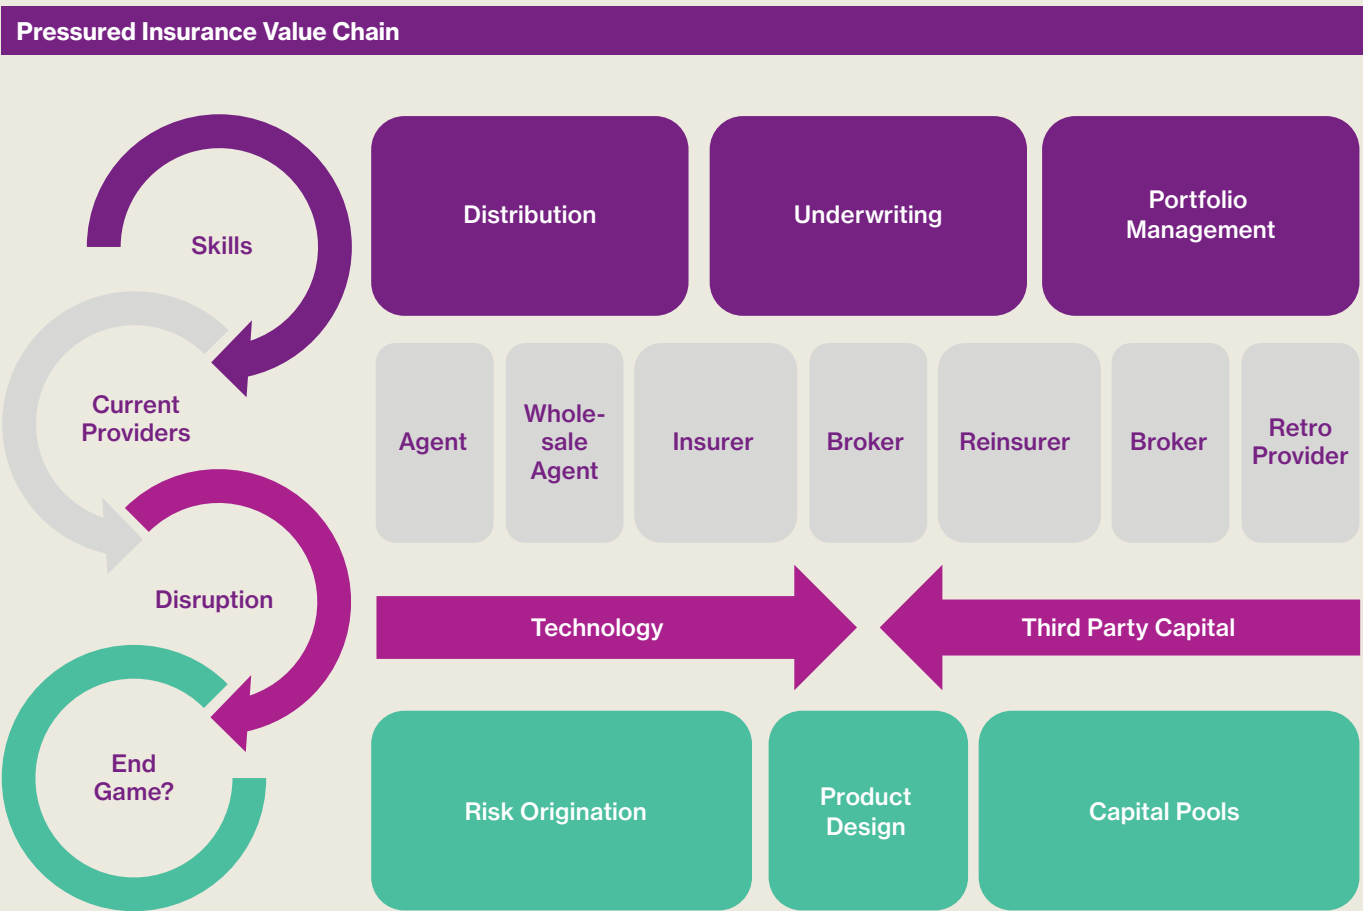 Pressured Insurance Value Chain
Skills
Distribution
Underwriting
Portfolio
Management
Current
Providers
Agent
Whole-
sale
Agent
Insurer
Broker
Reinsurer
Broker
Retro
Provider
Disruption
Technology
Third Party Capital
End
Game?
Risk Origination
Product
Design
Capital Pools